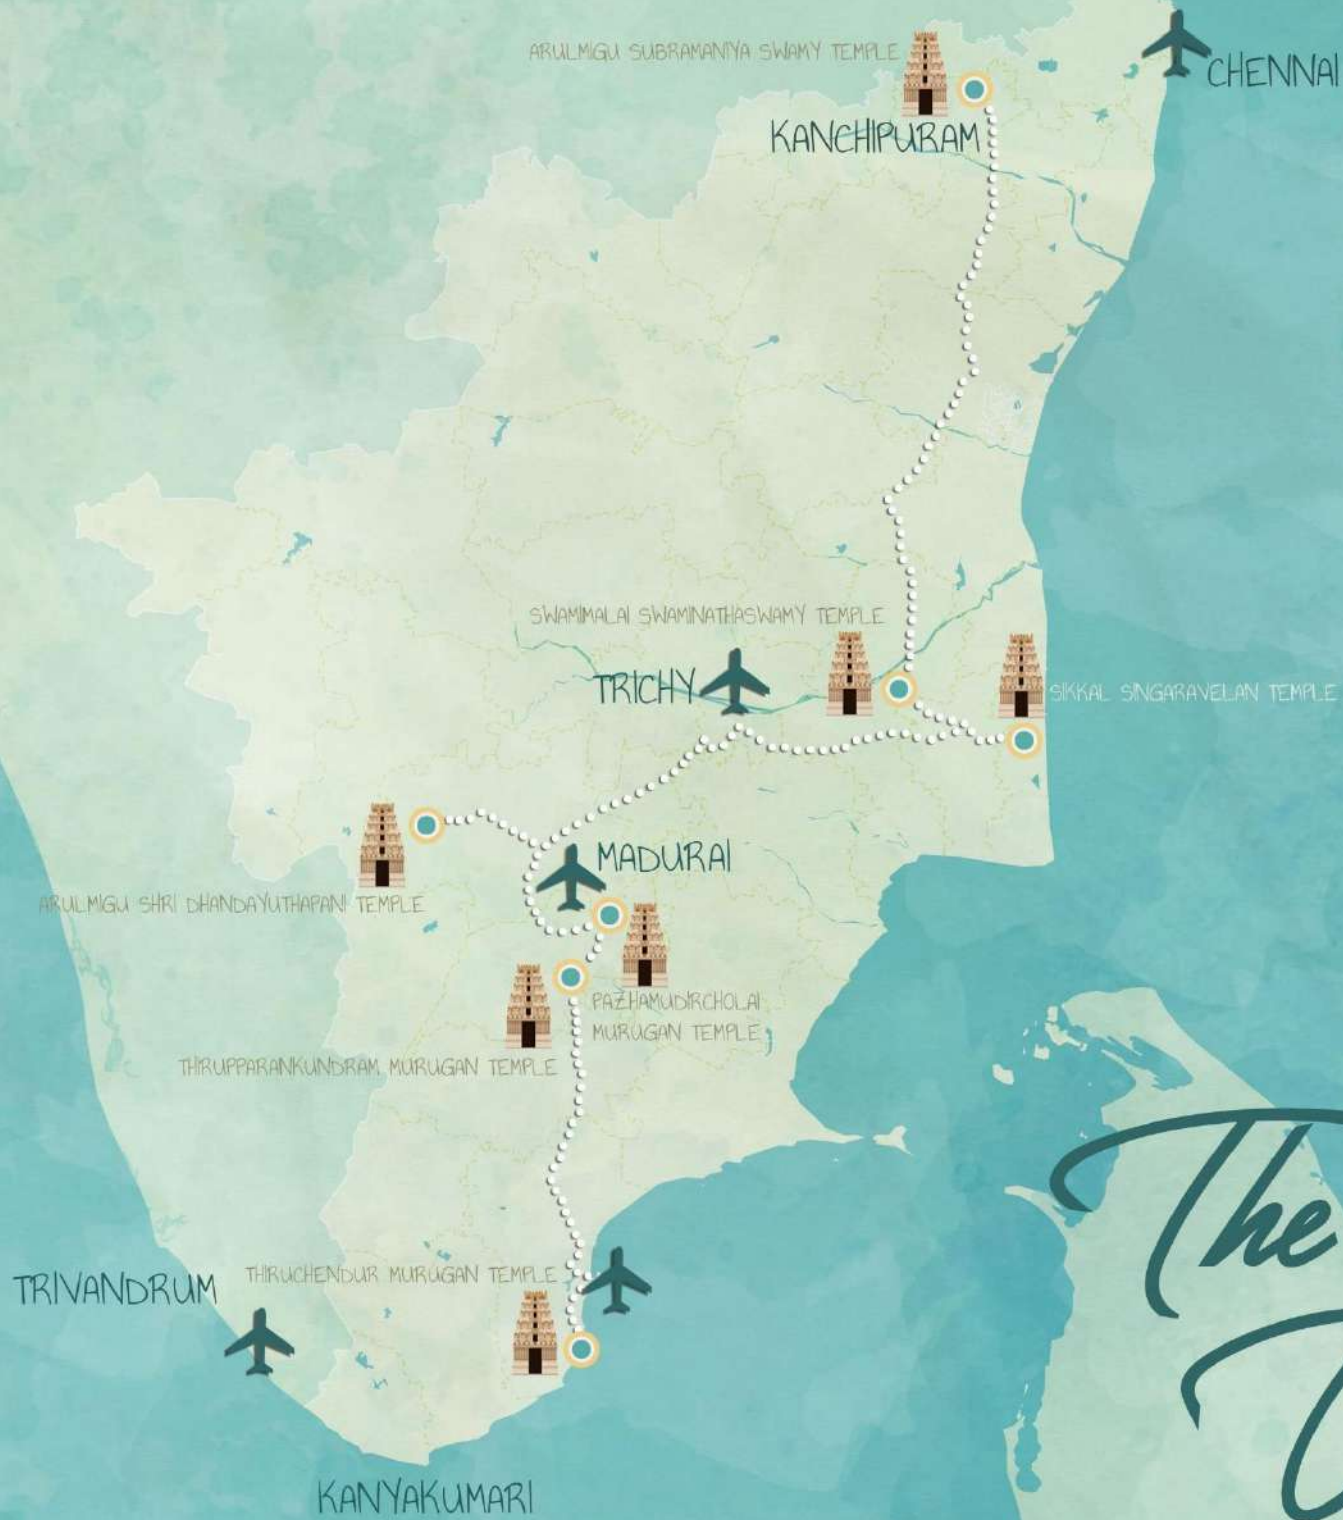 ARULMIGU SUBRAMANIYA SWAMY TEMPLE
CHENNAI
KANCHIPURAM
SWAMIMALAI SWAMINATHASWAMY TEMPLE
TRICHY
SIKKAL SINGARAVELAN TEMPLE
MADURAI
ARULMIGU SHRI DHANDAYUTHAPANI TEMPLE
PAZHAMUDIRCHOLAI
MURUGAN TEMPLE
THIRUPPARANKUNDRAM MURUGAN TEMPLE
The
THIRUCHENDUR MURUGAN TEMPLE
TRIVANDRUM
KANYAKUMARI